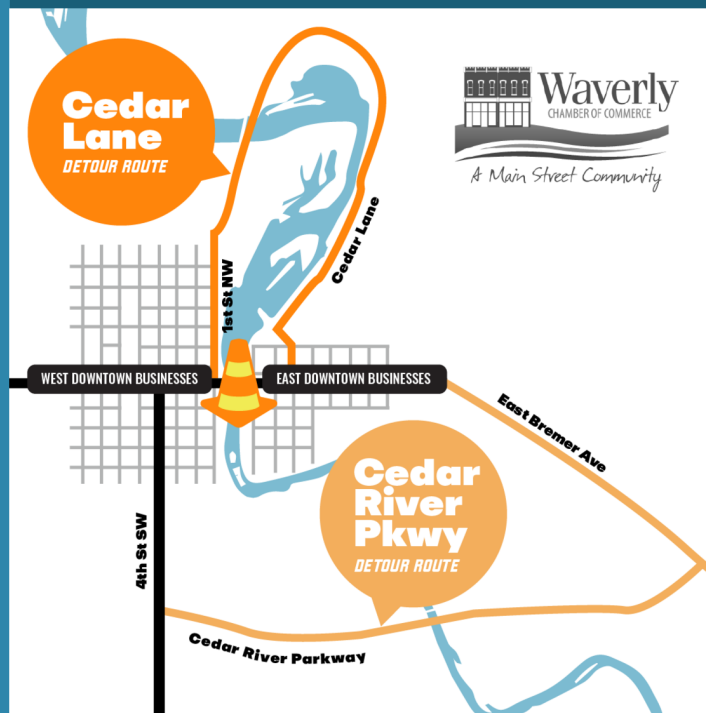 Cedar
Lane
DETOUR ROUTE
Waverly
CHAMBER OF COMMERCE
A Main Street Community
Cedar Lane
1st St NW
WEST DOWNTOWN BUSINESSES
EAST DOWNTOWN BUSINESSES
East Bremer Ave
Cedar
River
Pkwy
DETOUR ROUTE
4th St SW
Cedar River Parkway